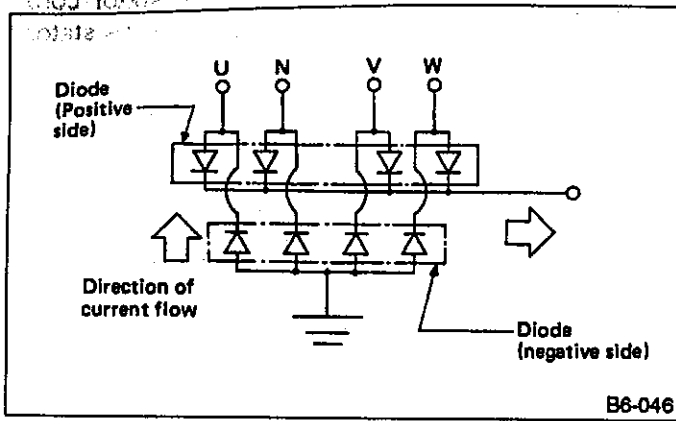 U N V W
Diode
(Positive
side)
Direction of
current flow
Diode
(negative side)
B6-046